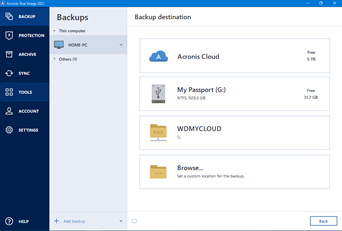 Acronis True Image 2021
BACKUP
PROTECTION
ARCHIVE
SYNC
TOOLS
ACCOUNT
SETTINGS
HELP
Backups
This computer
HOME-PC
Others (0)
Add backup
Backup destination
Acronis Cloud
Free
5 TB
My Passport (G:)
NTFS, 929.5 GB
Free
31.7 GB
WDMYCLOUD
\\.
Browse...
Set a custom location for the backup.
Back